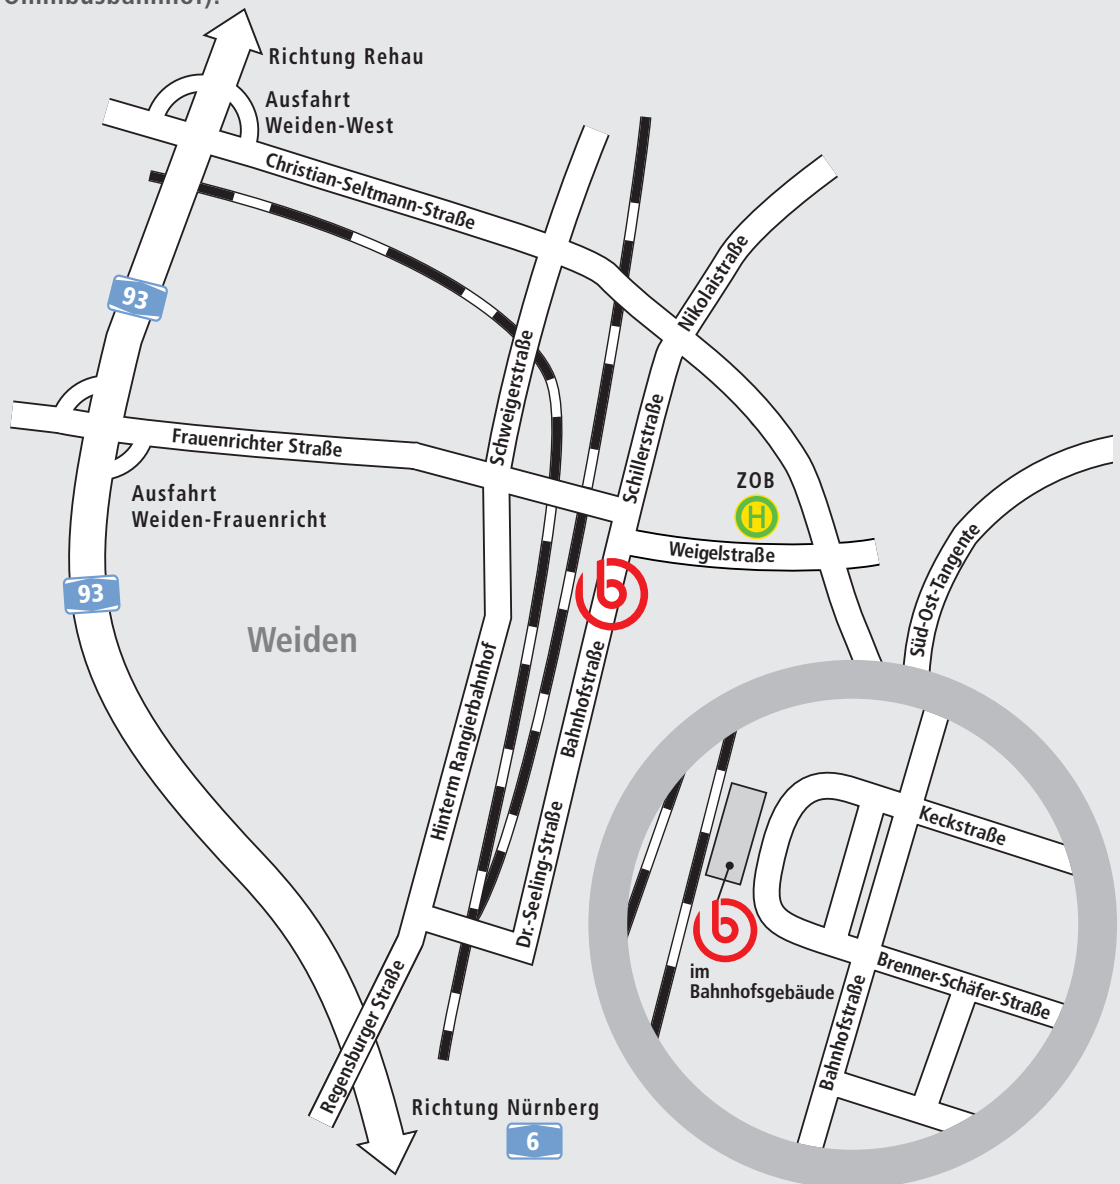 Omnibusbahnhof).
Richtung Rehau
Ausfahrt
Weiden-West
Christian-Seltmann-Straße
Nikolaistraße
93
Schweigerstraße
Schillerstraße
Frauenrichter Straße
ZOB
H
Ausfahrt
Weiden-Frauenricht
Weigelstraße
Süd-Ost-Tangente
93
b
Weiden
Hinterm Rangierbahnhof
Bahnhofstraße
Keckstraße
Dr.-Seeling-Straße
b
im
Bahnhofsgebäude
Brenner-Schäfer-Straße
Bahnhofstraße
Regensburger Straße
Richtung Nürnberg
6